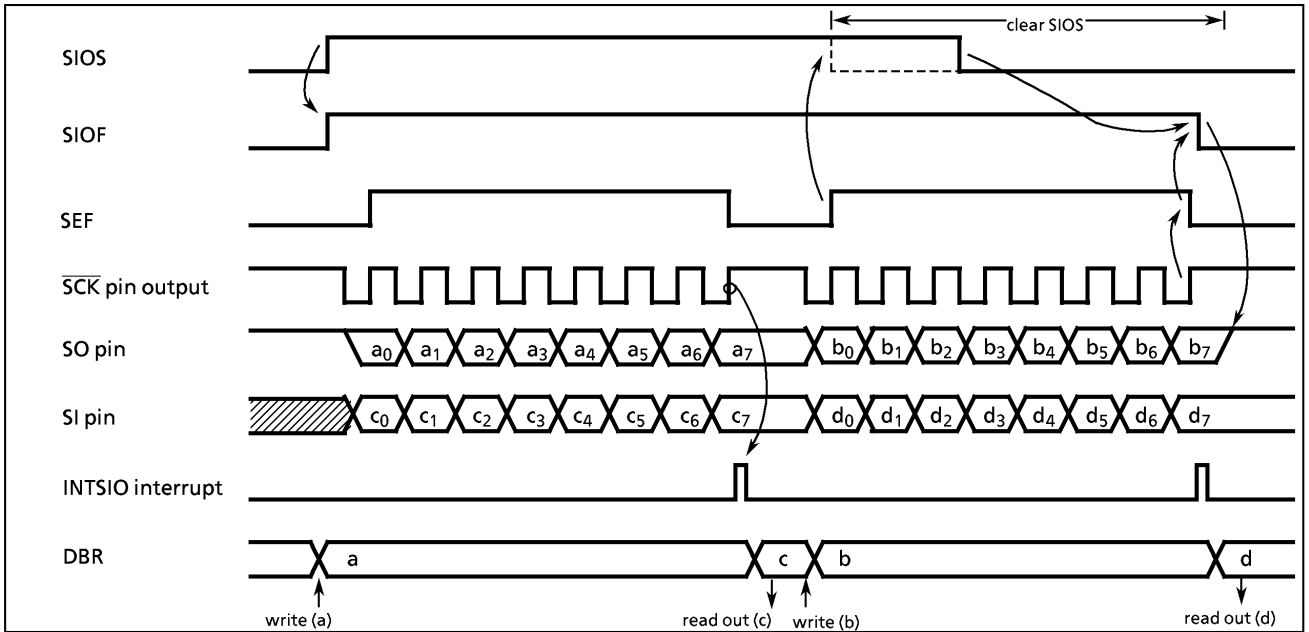 clear SIOS
SIOS
SIOF
SEF
SCK pin output
SO pin a0 a1 a2 a3 a4 a5 a6 a7 b0 b1 b2 b3 b4 b5 b6 b7
SI pin c0 c1 c2 c3 c4 c5 c6 c7 d0 d1 d2 d3 d4 d5 d6 d7
INTSIO interrupt
DBR a c b d
write (a) read out (c) write (b) read out (d)